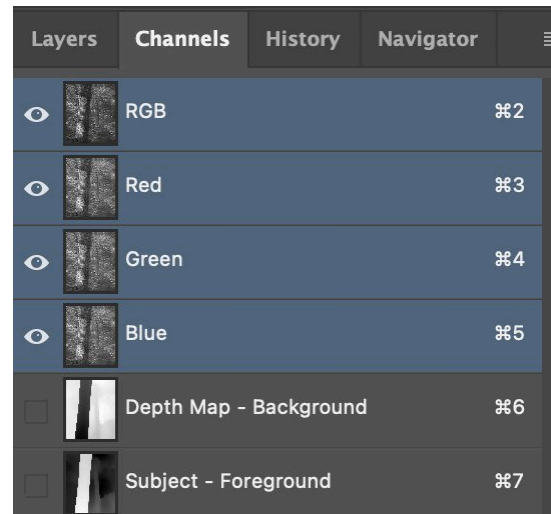 Layers Channels History Navigator
RGB ⌘2
Red ⌘3
Green ⌘4
Blue ⌘5
Depth Map - Background ⌘6
Subject - Foreground ⌘7